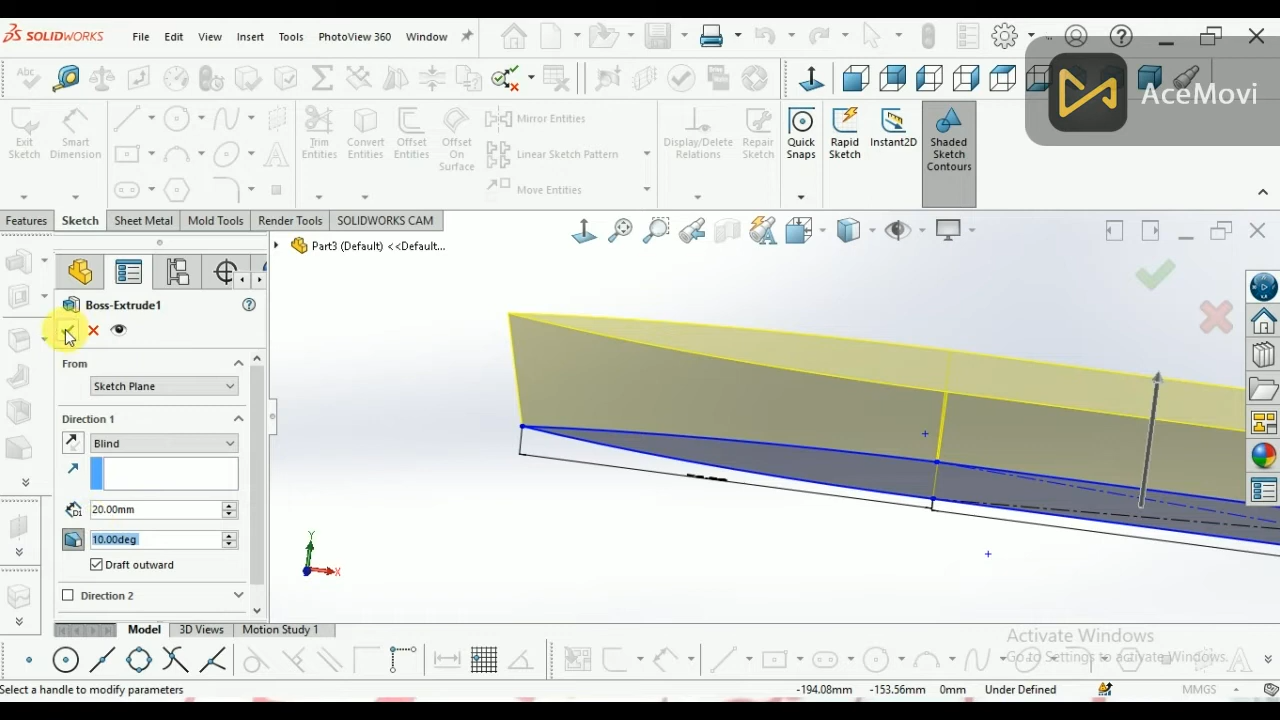 SOLIDWORKS File Edit View Insert Tools PhotoView 360 Window
AceMovi
Exit Sketch
Smart Dimension
Trim Entities
Convert Entities
Offset Entities
Offset On Surface
Mirror Entities
Linear Sketch Pattern
Move Entities
Display/Delete Relations
Repair Sketch
Quick Snaps
Rapid Sketch
Instant2D
Shaded Sketch Contours
Features Sketch Sheet Metal Mold Tools Render Tools SOLIDWORKS CAM
Part3 (Default) <<Default...
Boss-Extrude1
From
Sketch Plane
Direction 1
Blind
20.00mm
10.00deg
Draft outward
Direction 2
Y
X
Model 3D Views Motion Study 1
Activate Windows
Go to Settings to activate Windows.
Select a handle to modify parameters -194.08mm -153.56mm 0mm Under Defined MMGS